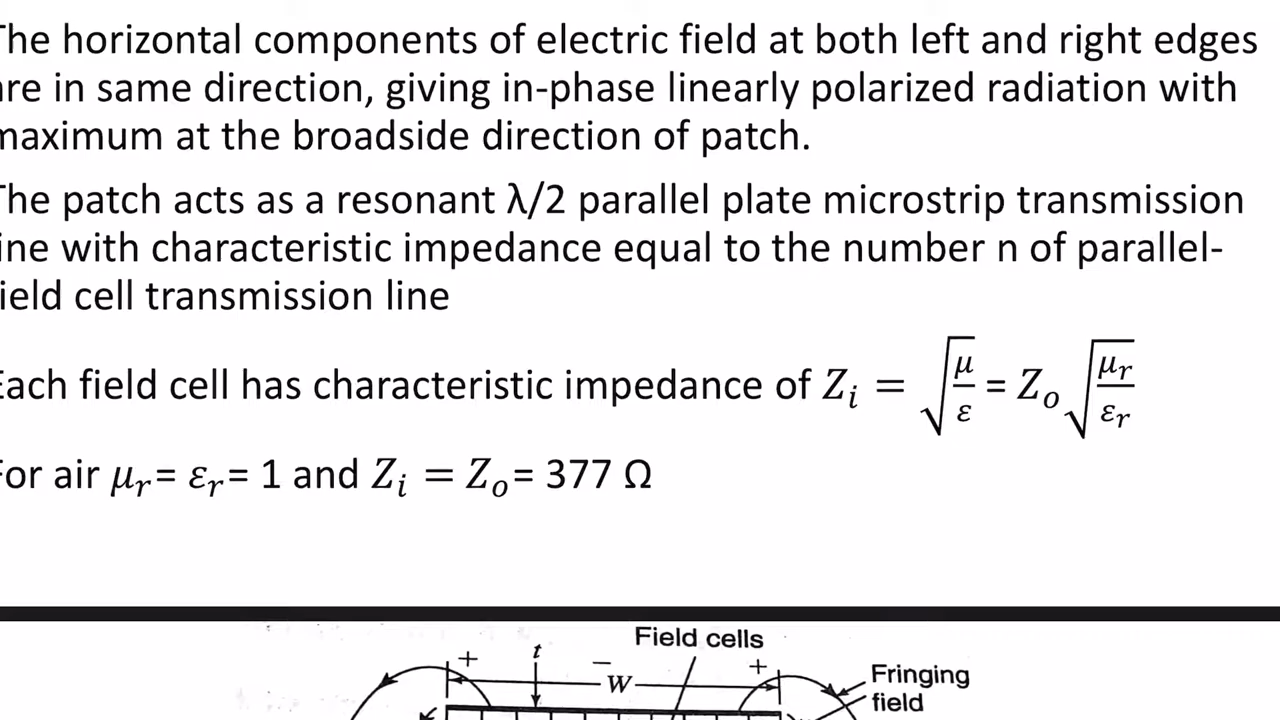 The horizontal components of electric field at both left and right edges
are in same direction, giving in-phase linearly polarized radiation with
maximum at the broadside direction of patch.
The patch acts as a resonant λ/2 parallel plate microstrip transmission
line with characteristic impedance equal to the number n of parallel-
field cell transmission line
Each field cell has characteristic impedance of Z_i = √(μ/ε) = Z_o √(μ_r/ε_r)
For air μ_r = ε_r = 1 and Z_i = Z_o = 377 Ω
Field cells
+ t − + 
W
Fringing
field